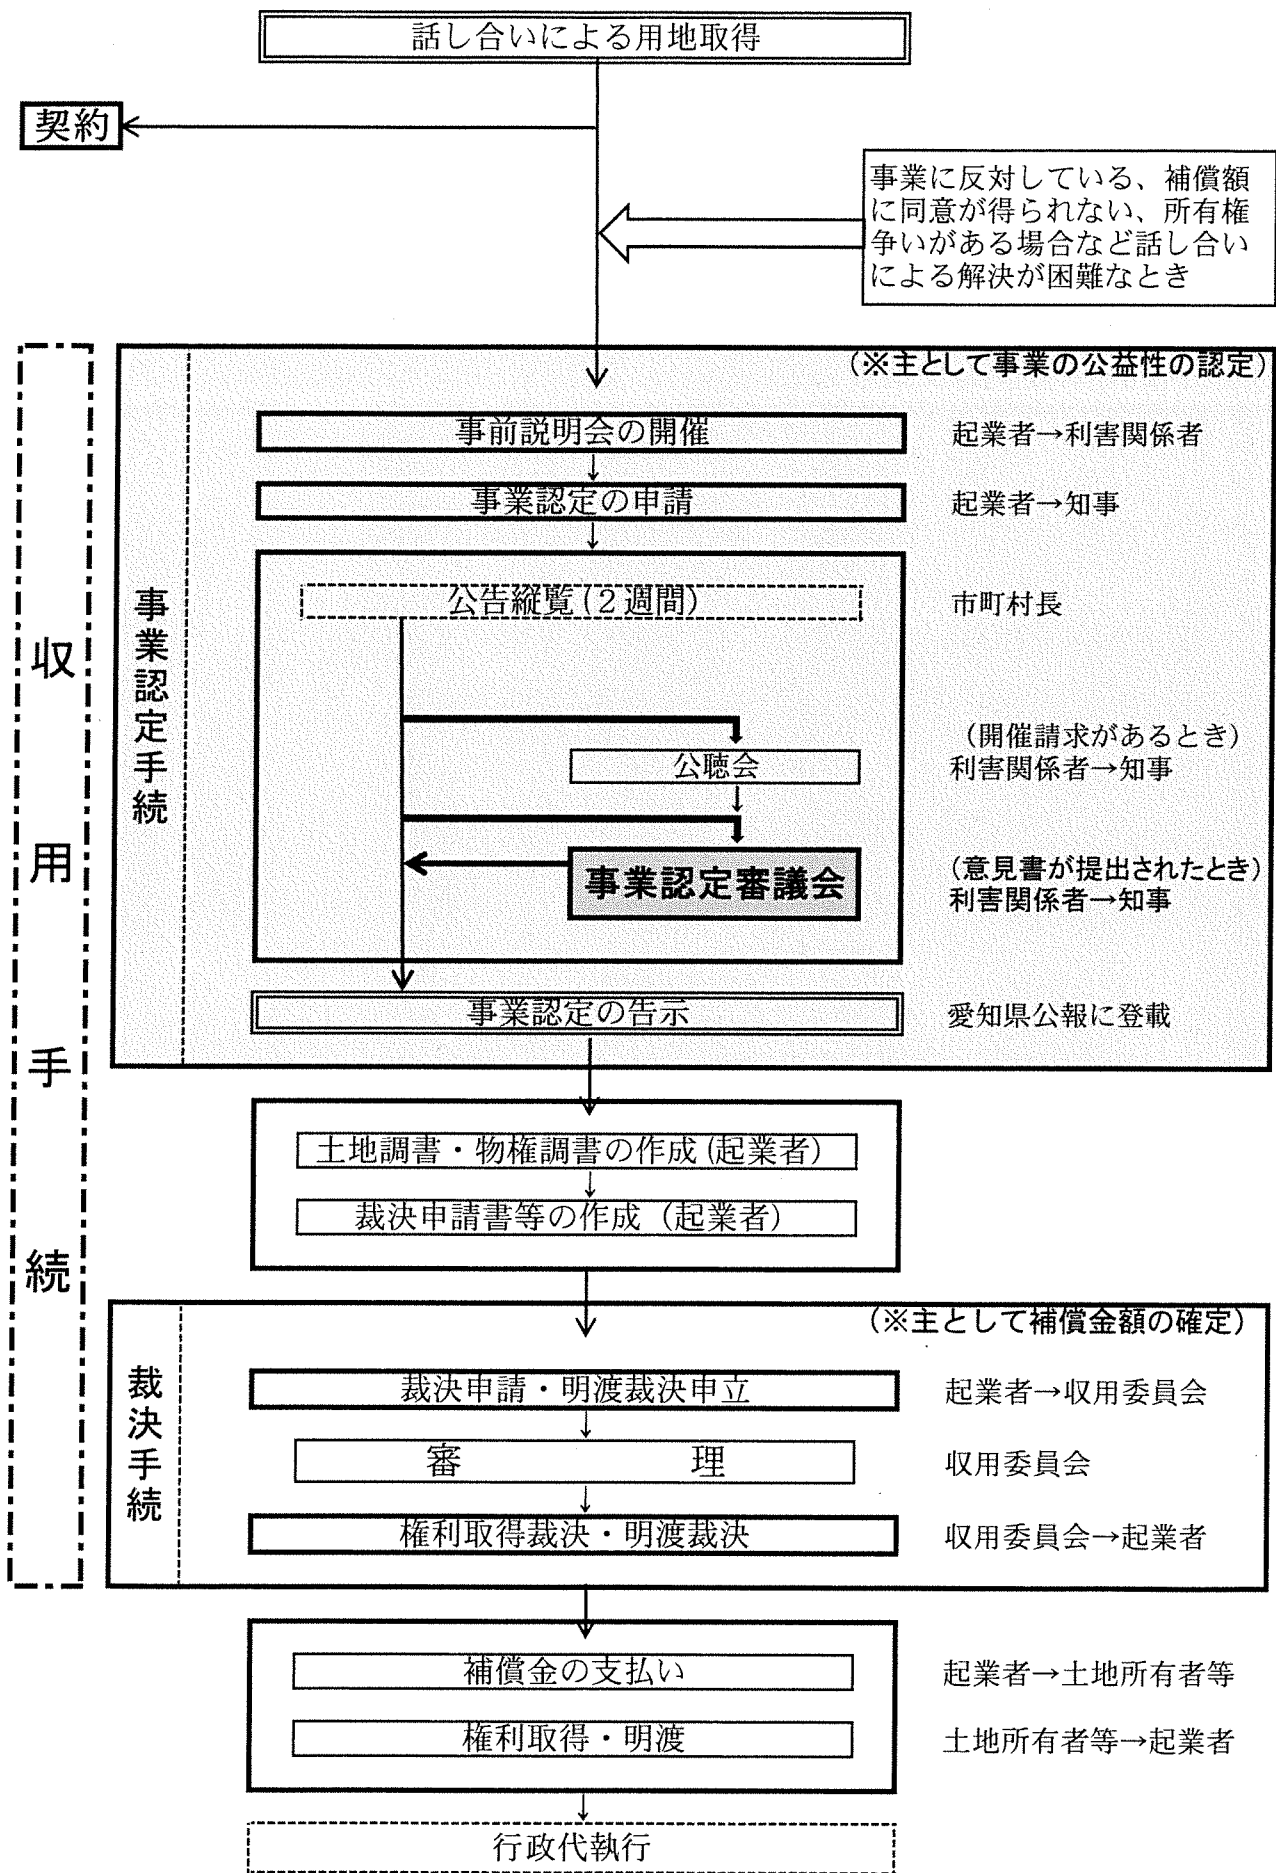 話し合いによる用地取得
契約
事業に反対している、補償額
に同意が得られない、所有権
争いがある場合など話し合い
による解決が困難なとき
収用手続
事業認定手続
(※主として事業の公益性の認定)
事前説明会の開催
起業者→利害関係者
事業認定の申請
起業者→知事
公告縦覧(2週間)
市町村長
(開催請求があるとき)
公聴会
利害関係者→知事
(意見書が提出されたとき)
事業認定審議会
利害関係者→知事
事業認定の告示
愛知県公報に登載
土地調書・物権調書の作成(起業者)
裁決申請書等の作成(起業者)
裁決手続
(※主として補償金額の確定)
裁決申請・明渡裁決申立
起業者→収用委員会
審理
収用委員会
権利取得裁決・明渡裁決
収用委員会→起業者
補償金の支払い
起業者→土地所有者等
権利取得・明渡
土地所有者等→起業者
行政代執行